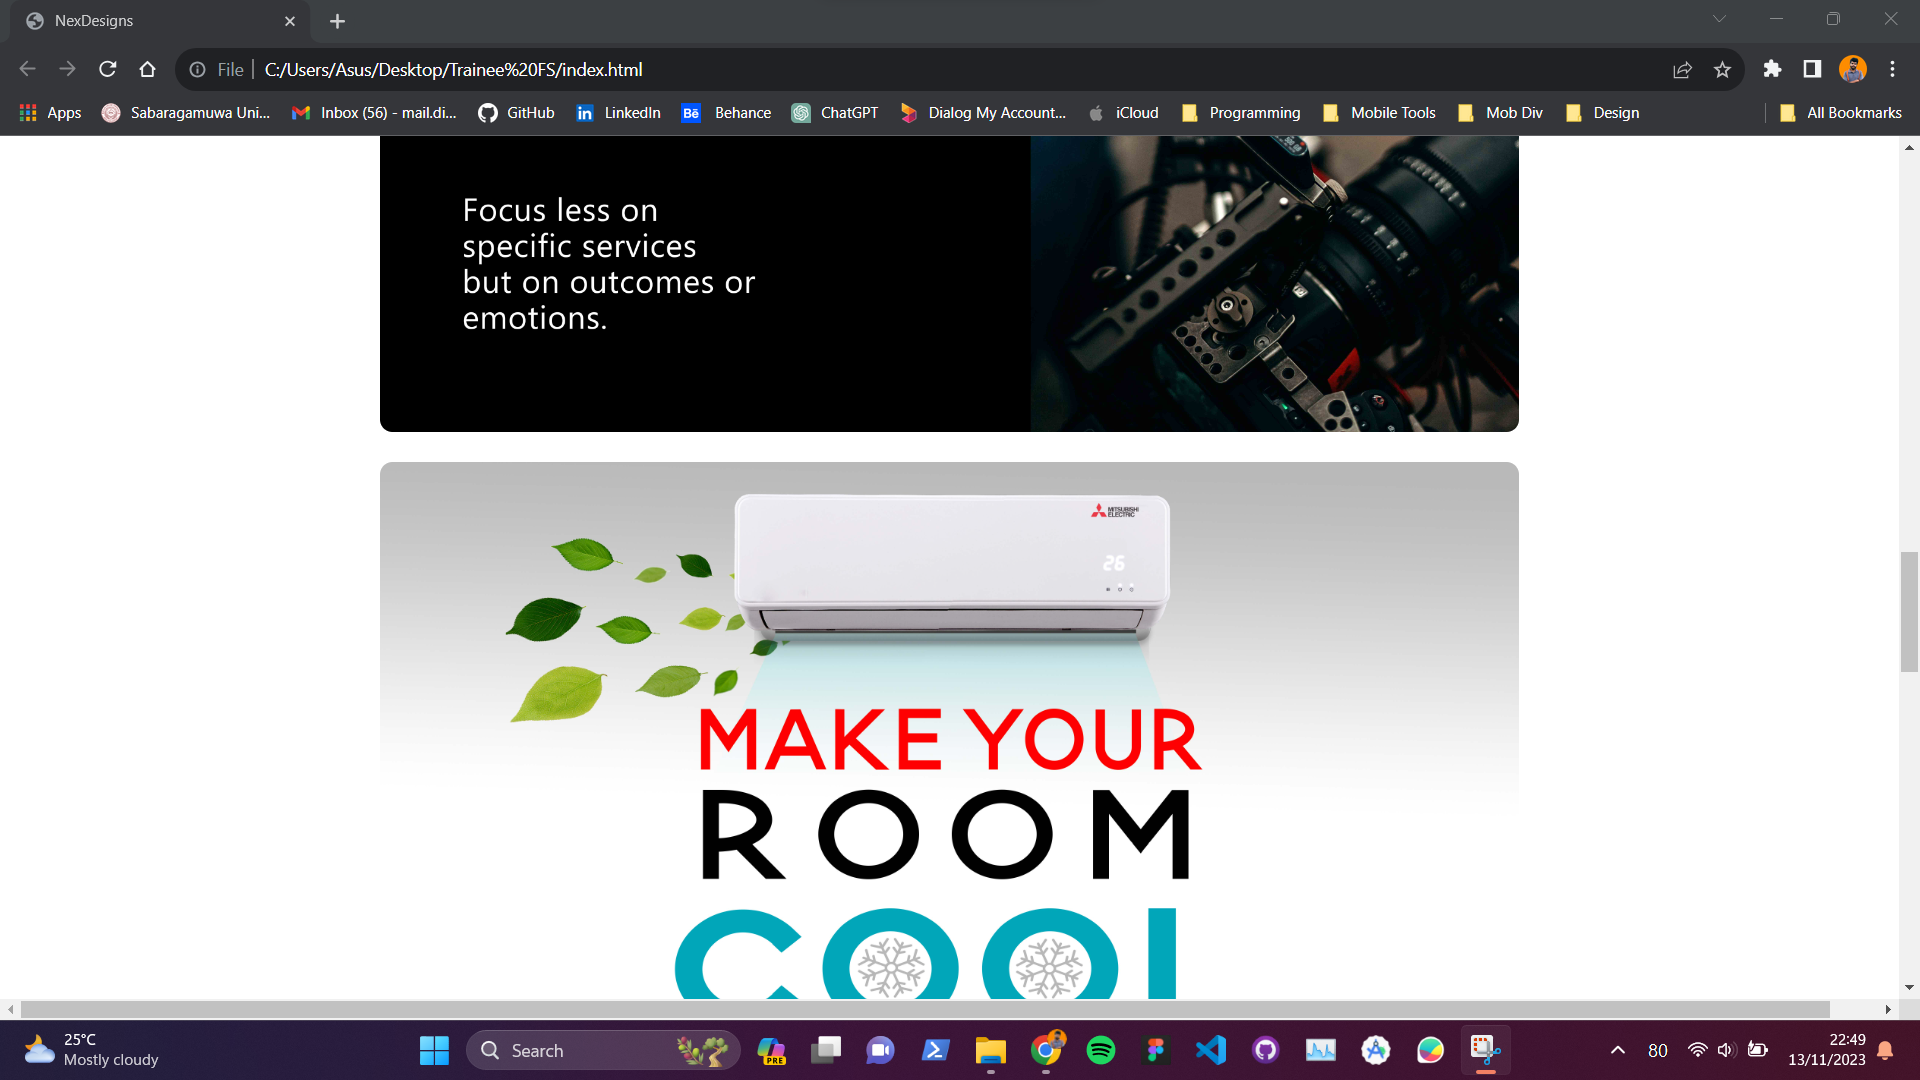 NexDesigns
File
C:/Users/Asus/Desktop/Trainee%20FS/index.html
Apps
Sabaragamuwa Uni...
Inbox (56) - mail.di...
GitHub
LinkedIn
Bē Behance
ChatGPT
Dialog My Account...
iCloud
Programming
Mobile Tools
Mob Div
Design
All Bookmarks
Focus less on
specific services
but on outcomes or
emotions.
MITSUBISHI
ELECTRIC
26
MAKE YOUR
ROOM
COOL
25°C
Mostly cloudy
Search
PRE
80
22:49
13/11/2023